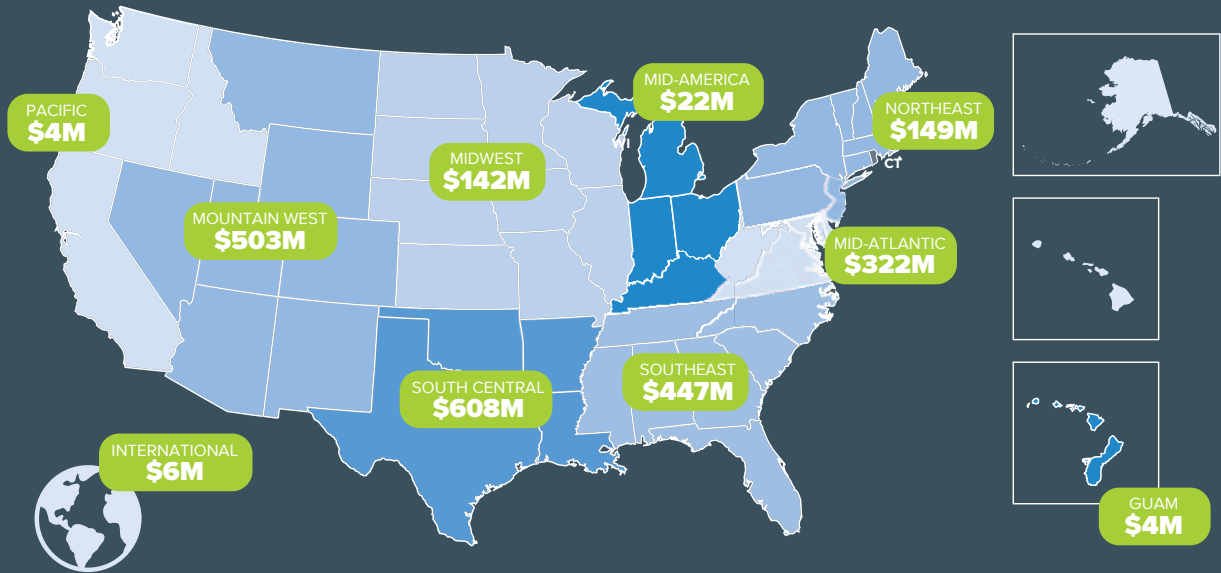 MID-AMERICA
$22M
PACIFIC
$4M
NORTHEAST
$149M
WI
MIDWEST
$142M
CT
MOUNTAIN WEST
$503M
MID-ATLANTIC
$322M
SOUTHEAST
$447M
SOUTH CENTRAL
$608M
INTERNATIONAL
$6M
GUAM
$4M